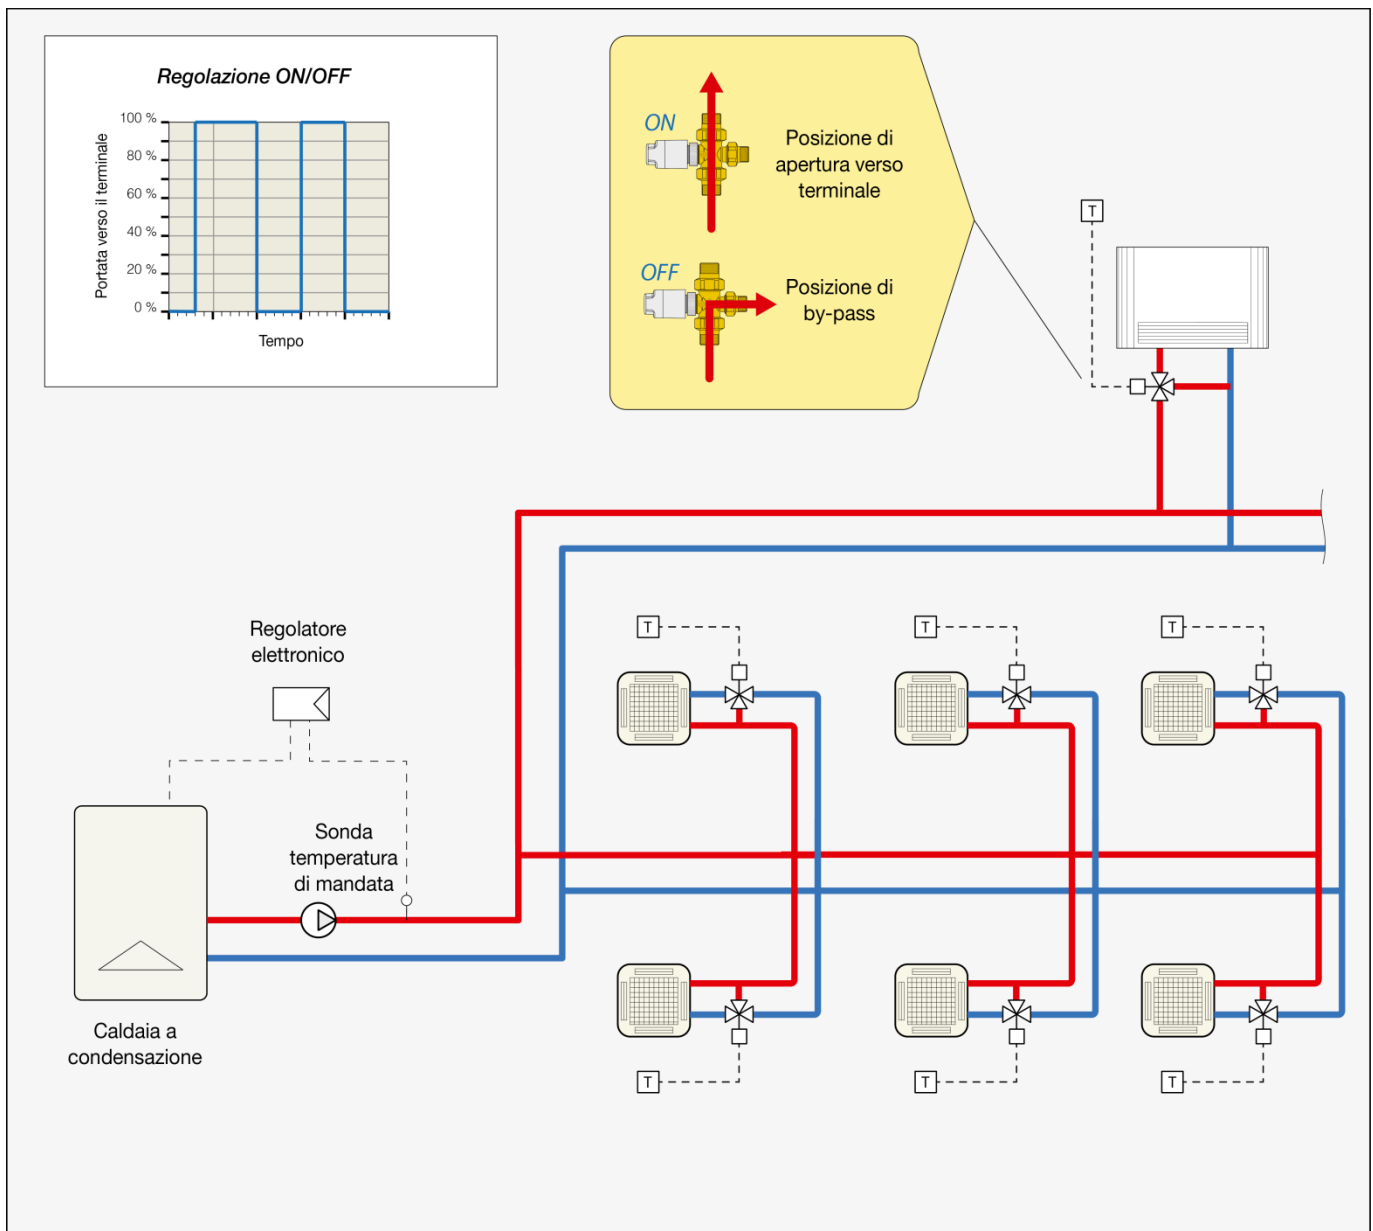 Regolazione ON/OFF
Portata verso il terminale
100 %
80 %
60 %
40 %
20 %
0 %
Tempo
ON
Posizione di
apertura verso
terminale
OFF
Posizione di
by-pass
T
Regolatore
elettronico
T
T
T
Sonda
temperatura
di mandata
Caldaia a
condensazione
T
T
T